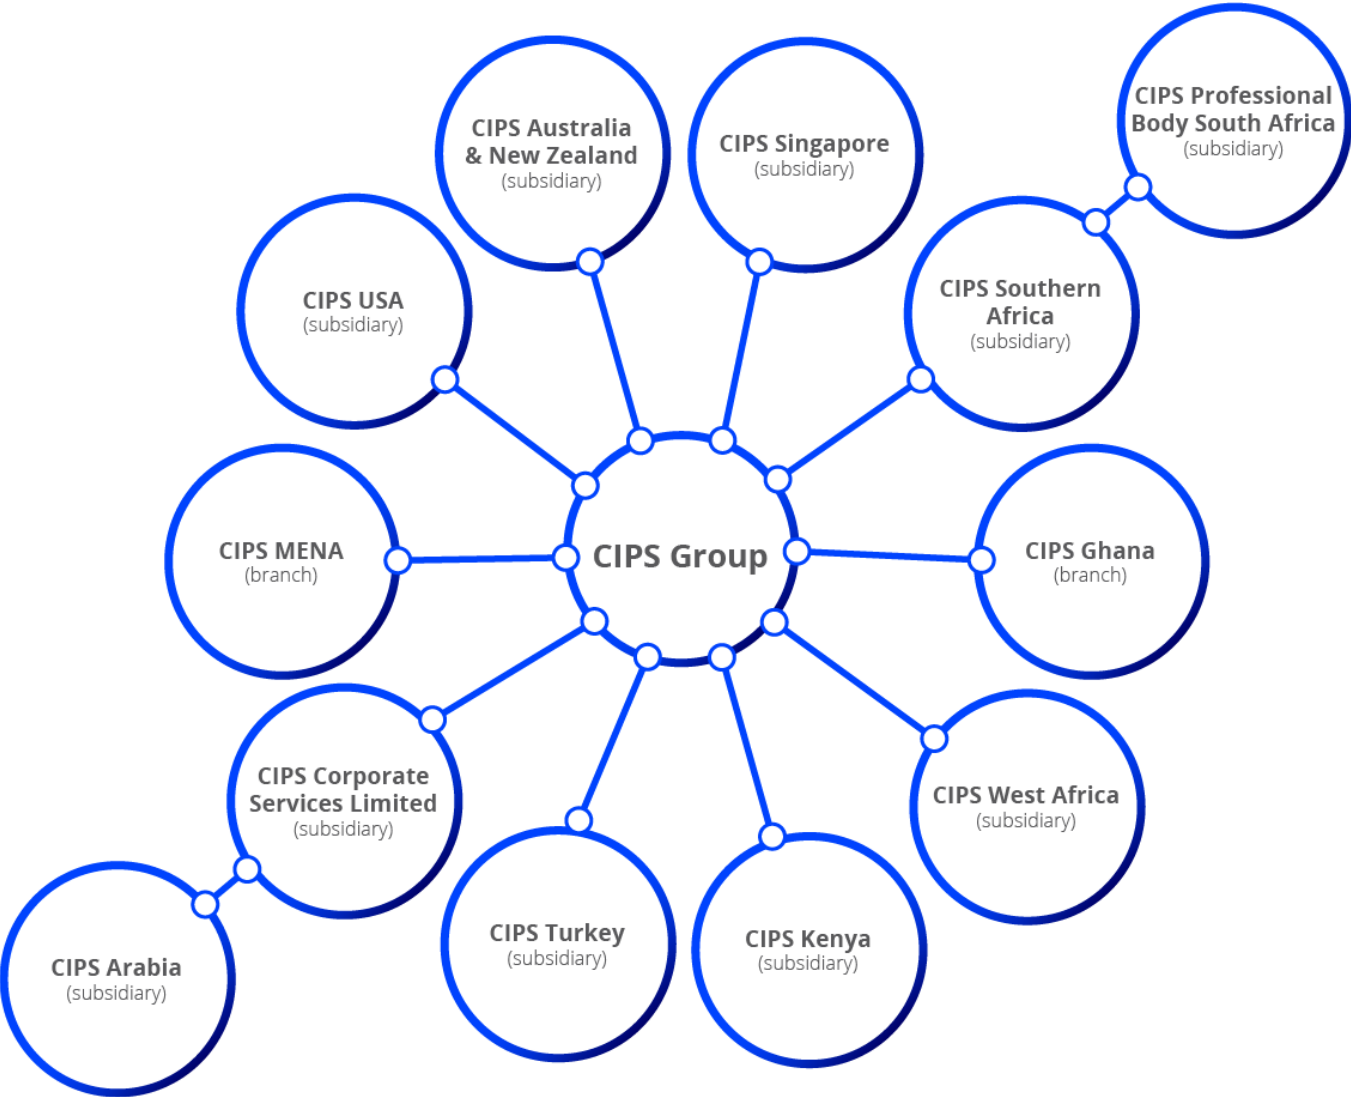 CIPS Professional
Body South Africa
(subsidiary)
CIPS Australia
& New Zealand
(subsidiary)
CIPS Singapore
(subsidiary)
CIPS USA
(subsidiary)
CIPS Southern
Africa
(subsidiary)
CIPS MENA
(branch)
CIPS Group
CIPS Ghana
(branch)
CIPS Corporate
Services Limited
(subsidiary)
CIPS West Africa
(subsidiary)
CIPS Turkey
(subsidiary)
CIPS Kenya
(subsidiary)
CIPS Arabia
(subsidiary)